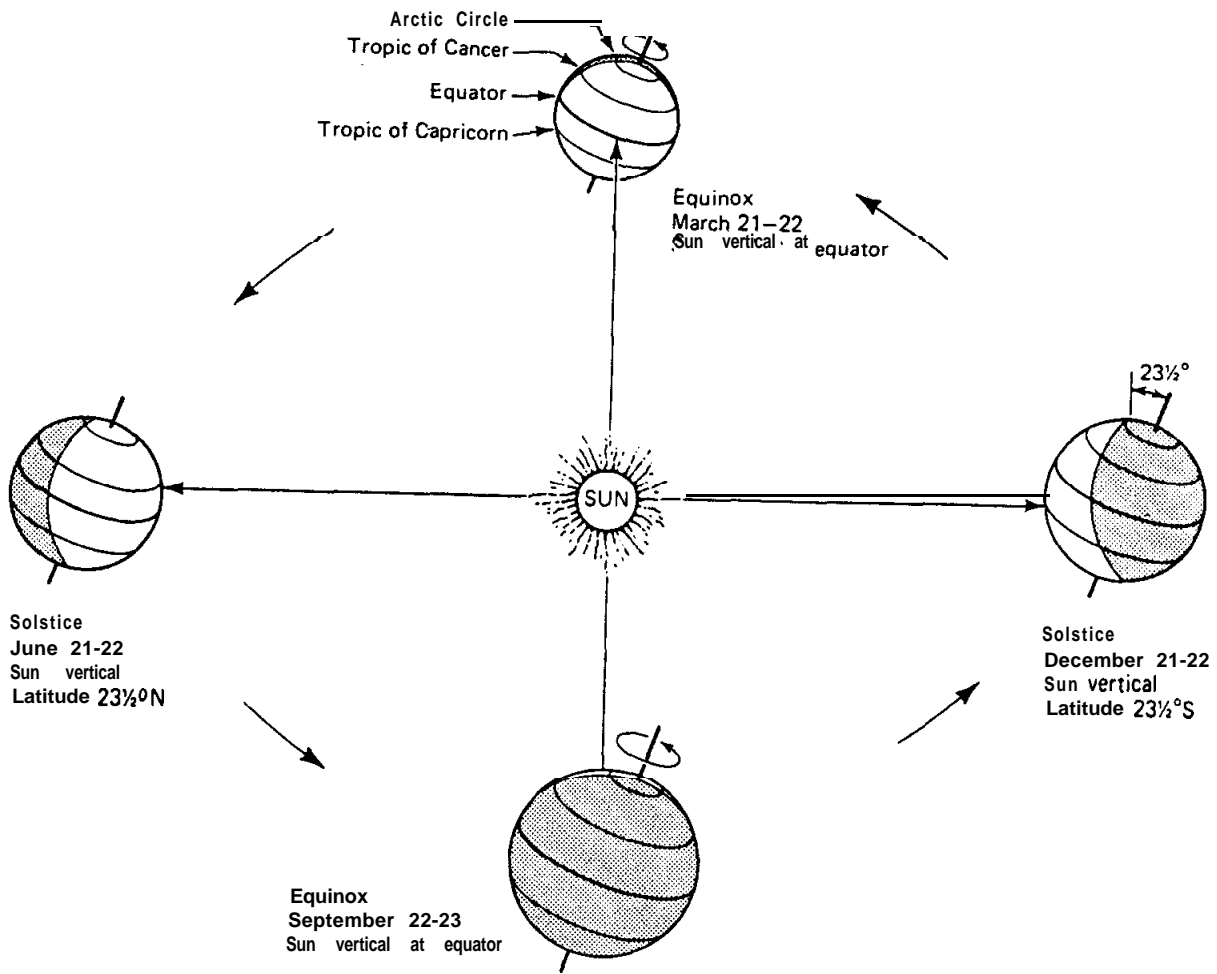 Arctic Circle
Tropic of Cancer
Equator
Tropic of Capricorn
Equinox
March 21–22
Sun vertical at equator
23½°
SUN
Solstice
June 21-22
Sun vertical
Latitude 23½°N
Solstice
December 21-22
Sun vertical
Latitude 23½°S
Equinox
September 22-23
Sun vertical at equator